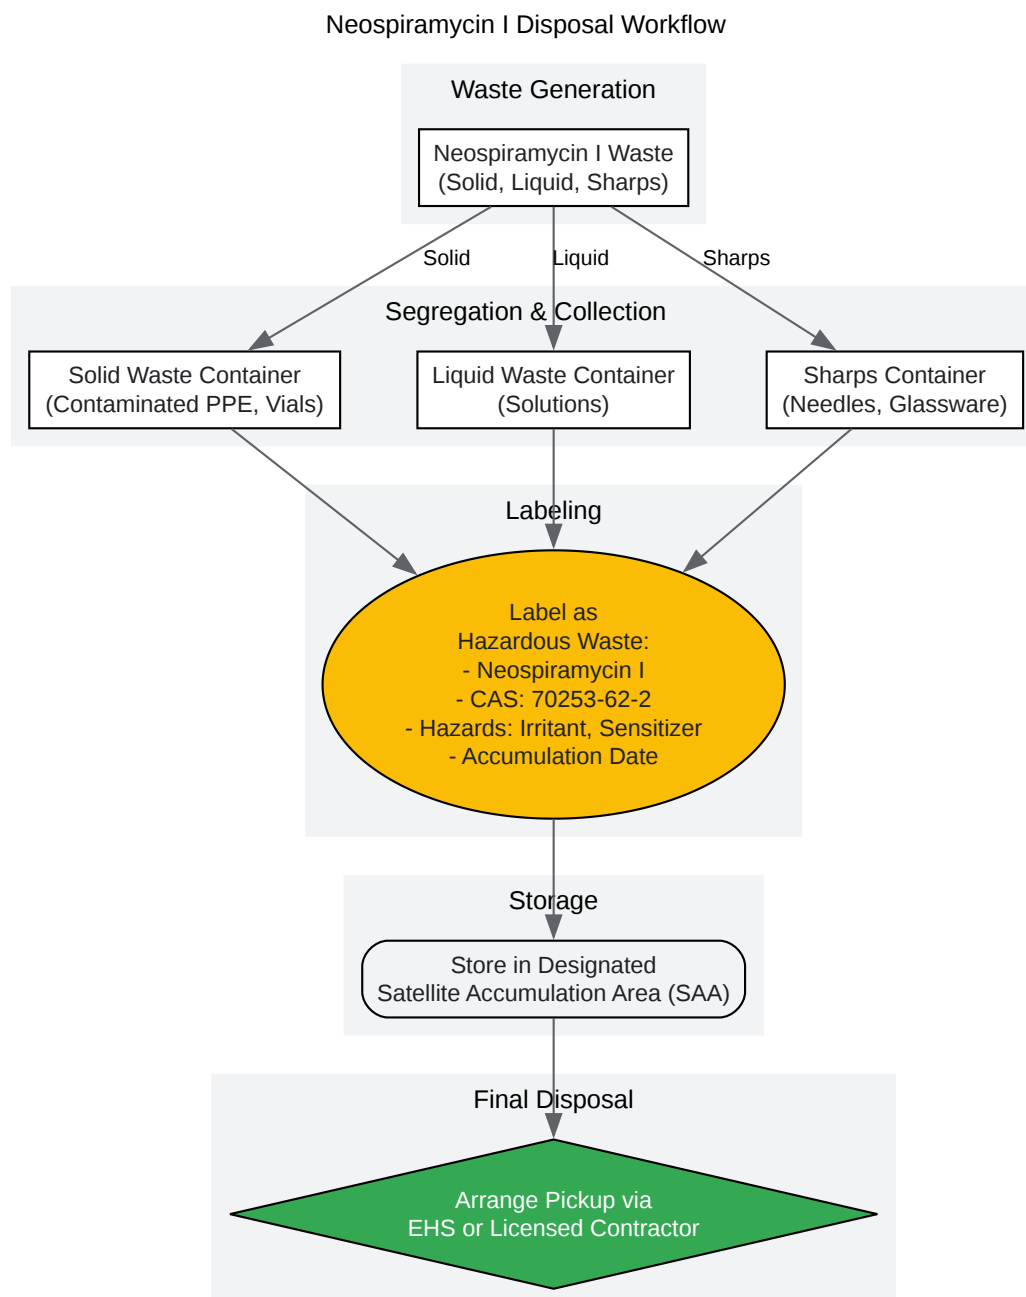 Neospiramycin I Disposal Workflow
Waste Generation
Neospiramycin I Waste
(Solid, Liquid, Sharps)
Solid
Liquid
Sharps
Segregation & Collection
Solid Waste Container
(Contaminated PPE, Vials)
Liquid Waste Container
(Solutions)
Sharps Container
(Needles, Glassware)
Labeling
Label as
Hazardous Waste:
- Neospiramycin I
- CAS: 70253-62-2
- Hazards: Irritant, Sensitizer
- Accumulation Date
Storage
Store in Designated
Satellite Accumulation Area (SAA)
Final Disposal
Arrange Pickup via
EHS or Licensed Contractor